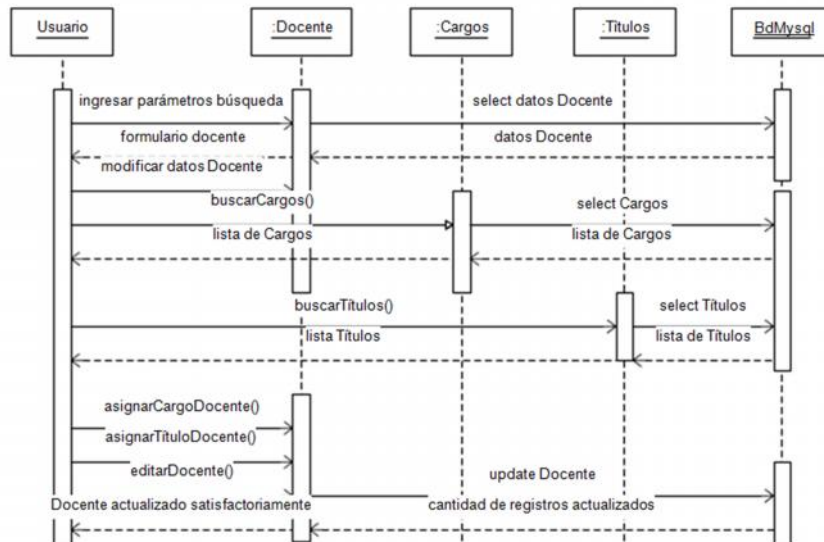 Usuario
:Docente
:Cargos
:Títulos
BdMysql
ingresar parámetros búsqueda
select datos Docente
formulario docente
datos Docente
modificar datos Docente
buscarCargos()
select Cargos
lista de Cargos
lista de Cargos
buscarTítulos()
select Títulos
lista Títulos
lista de Títulos
asignarCargoDocente()
asignarTítuloDocente()
editarDocente()
update Docente
Docente actualizado satisfactoriamente
cantidad de registros actualizados